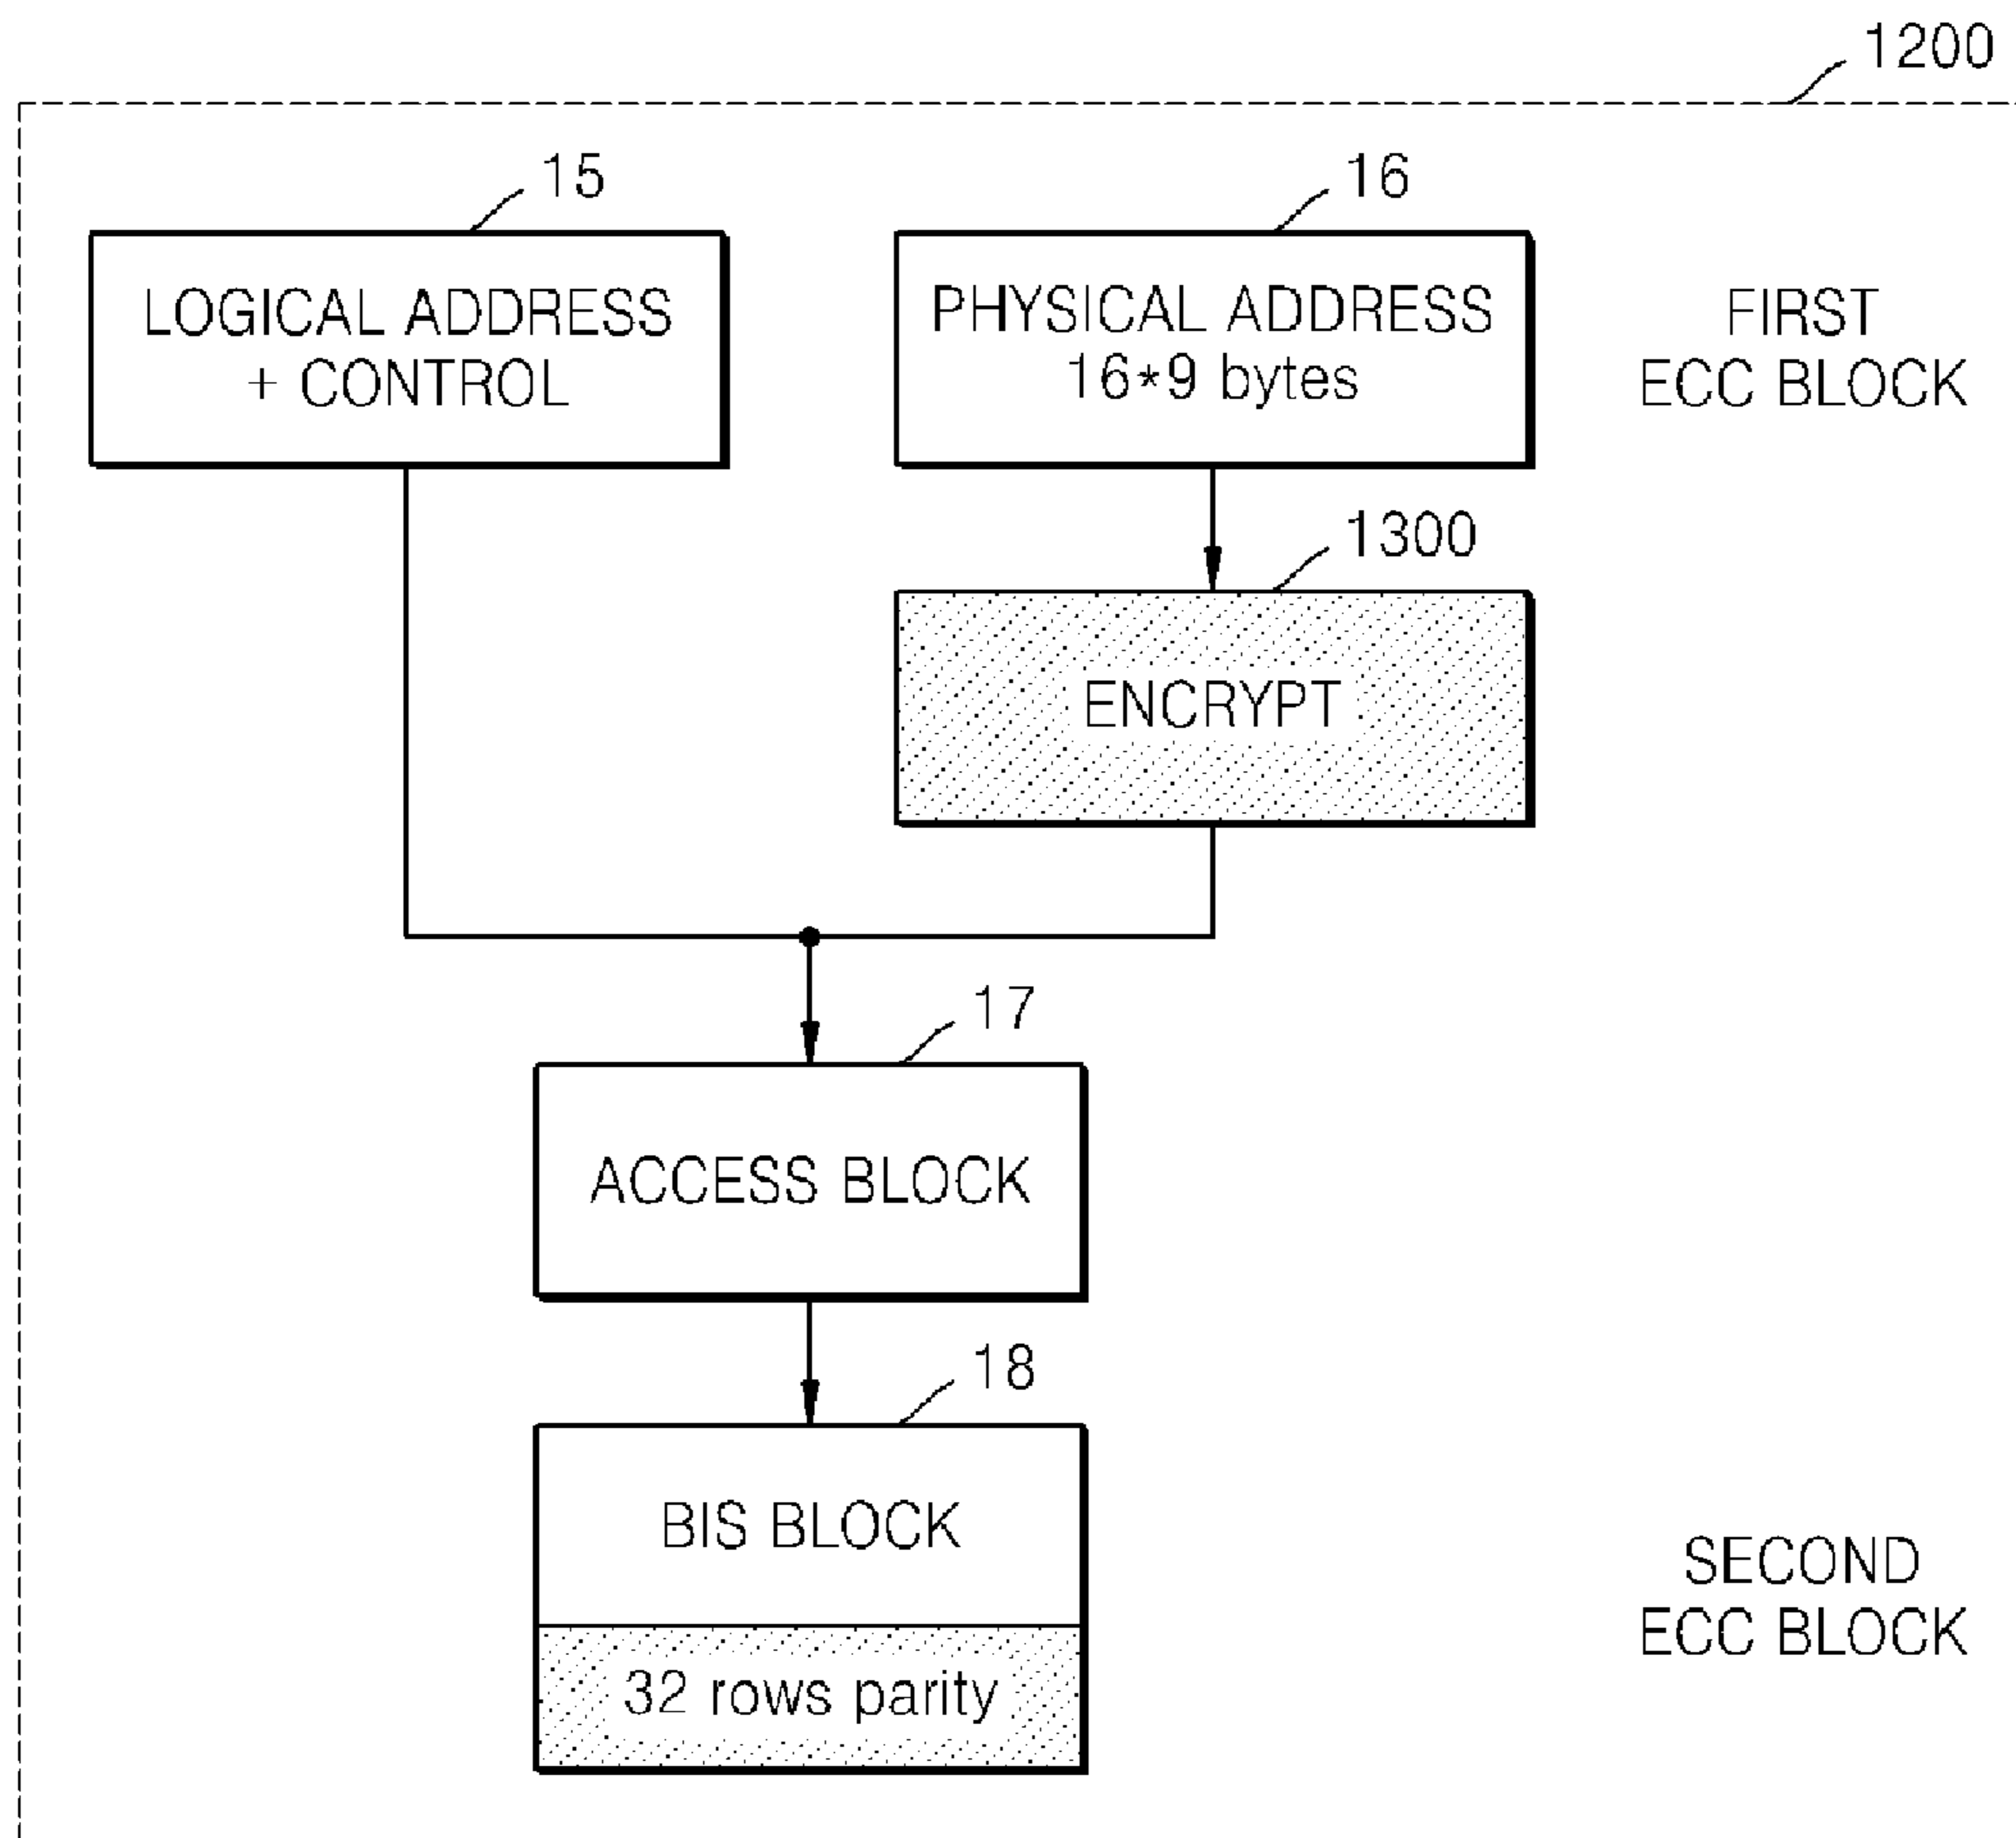 1200
15
16
LOGICAL ADDRESS
+ CONTROL
PHYSICAL ADDRESS
16*9 bytes
FIRST
ECC BLOCK
1300
ENCRYPT
17
ACCESS BLOCK
18
BIS BLOCK
32 rows parity
SECOND
ECC BLOCK